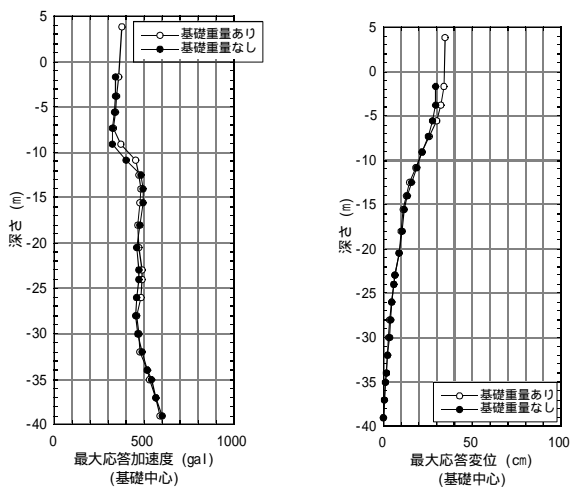 5
0
-5
-10
-15
-20
-25
-30
-35
-40
深さ (m)
基礎重量あり
基礎重量なし
0 500 1000
最大応答加速度 (gal)
(基礎中心)
5
0
-5
-10
-15
-20
-25
-30
-35
-40
深さ (m)
基礎重量あり
基礎重量なし
0 20 40 60 80 100
最大応答変位 (cm)
(基礎中心)